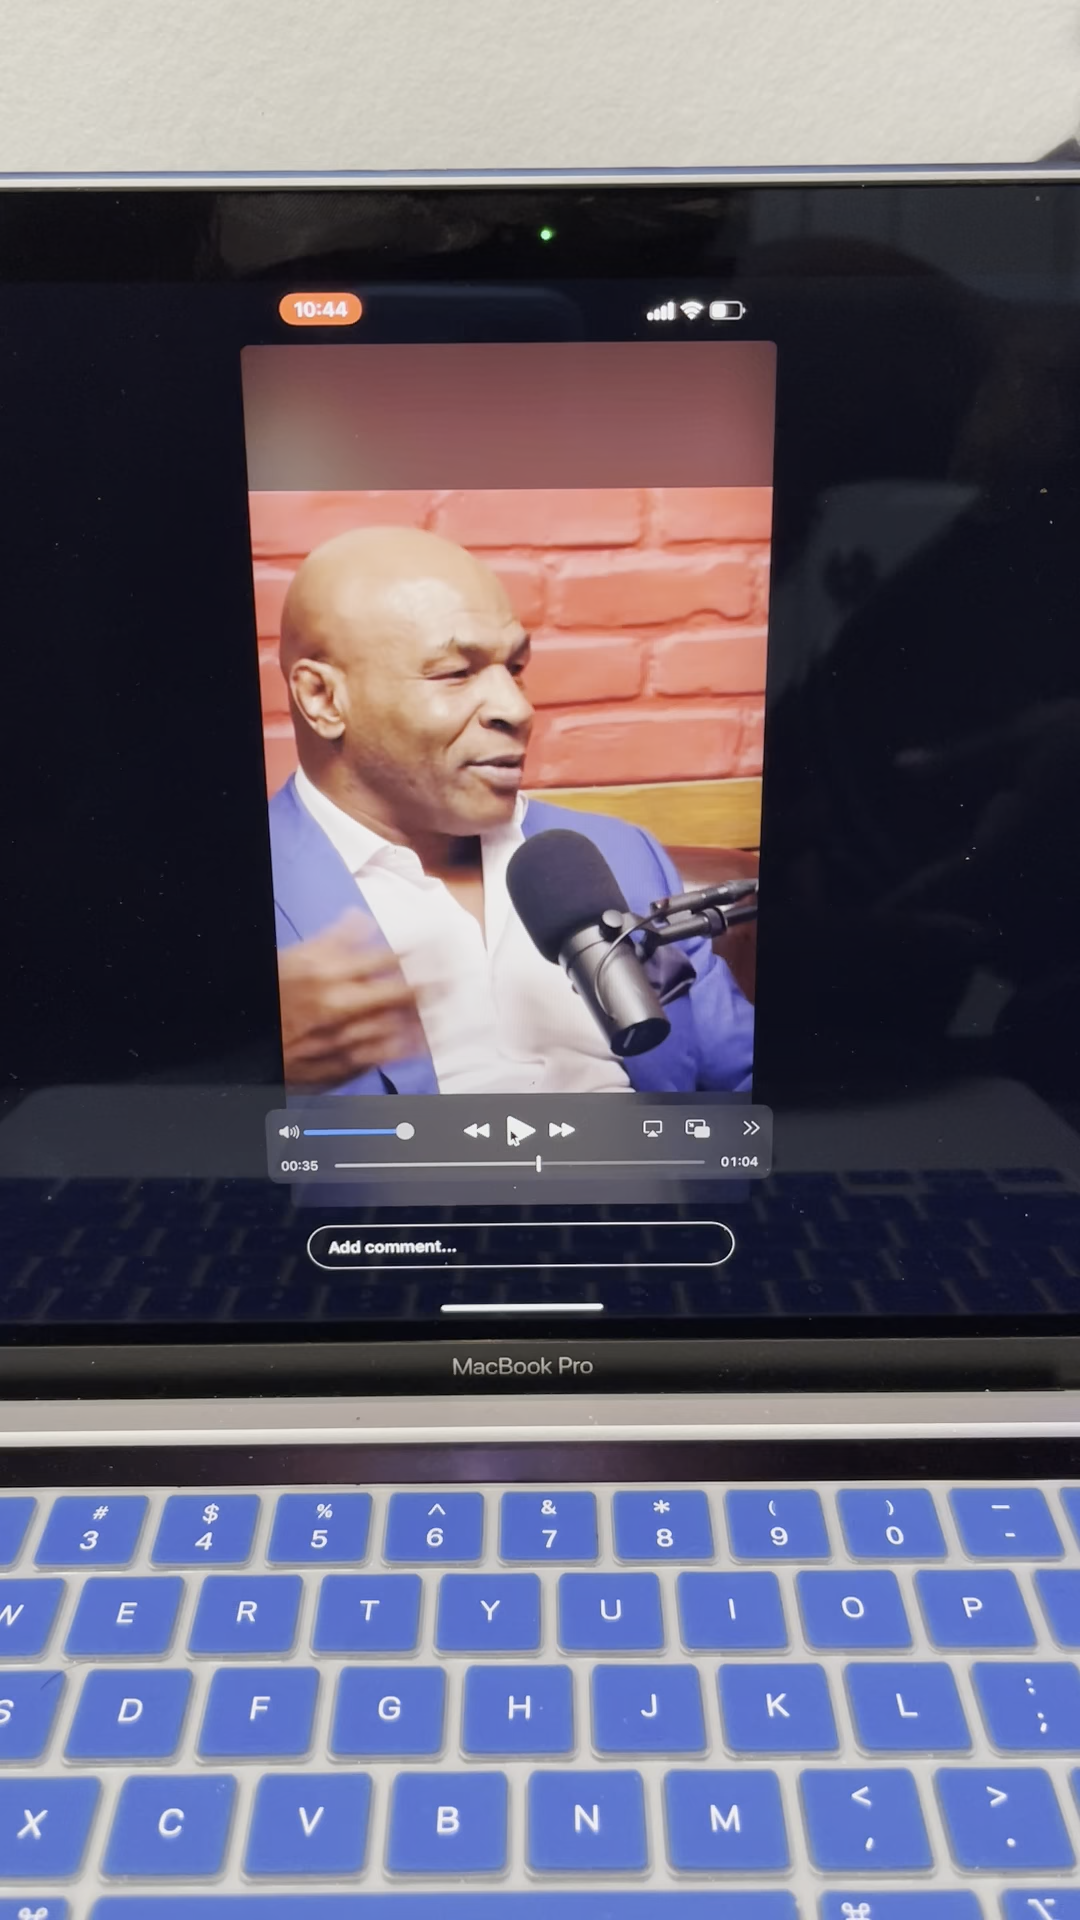 10:44
00:35
01:04
Add comment...
MacBook Pro
# $ % ^ & * ( ) —
3 4 5 6 7 8 9 0 -
W E R T Y U I O P
S D F G H J K L : ;
X C V B N M < , > .
⌘ ⌘ ⌥